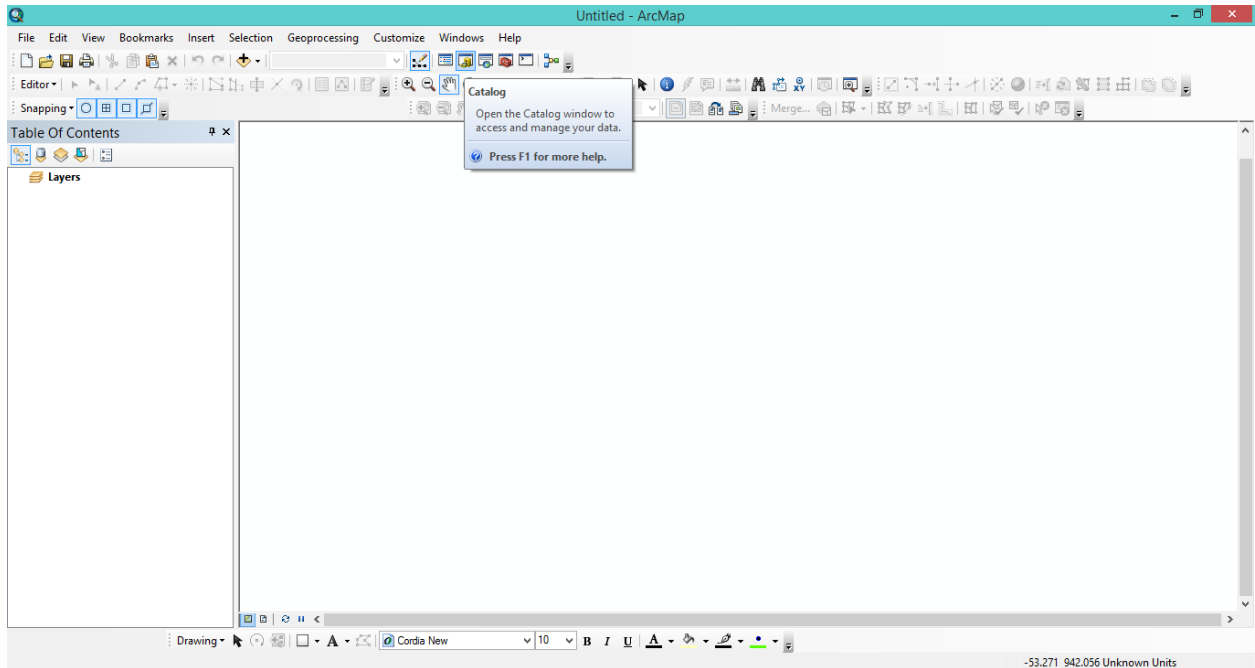 Untitled - ArcMap
File Edit View Bookmarks Insert Selection Geoprocessing Customize Windows Help
Editor
Catalog
Open the Catalog window to
access and manage your data.
Press F1 for more help.
Snapping
Merge...
Table Of Contents
Layers
Drawing A Cordia New 10 B I U A
-53.271 942.056 Unknown Units